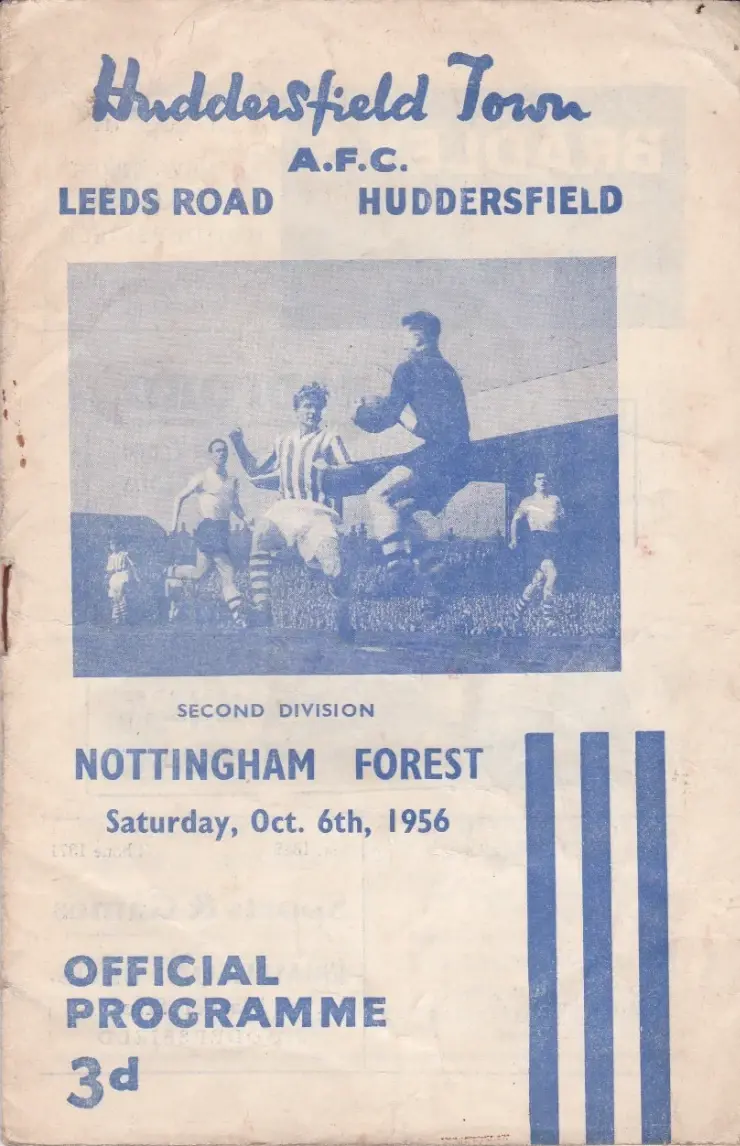 Huddersfield Town
A.F.C.
LEEDS ROAD HUDDERSFIELD
SECOND DIVISION
NOTTINGHAM FOREST
Saturday, Oct. 6th, 1956
OFFICIAL
PROGRAMME
3d